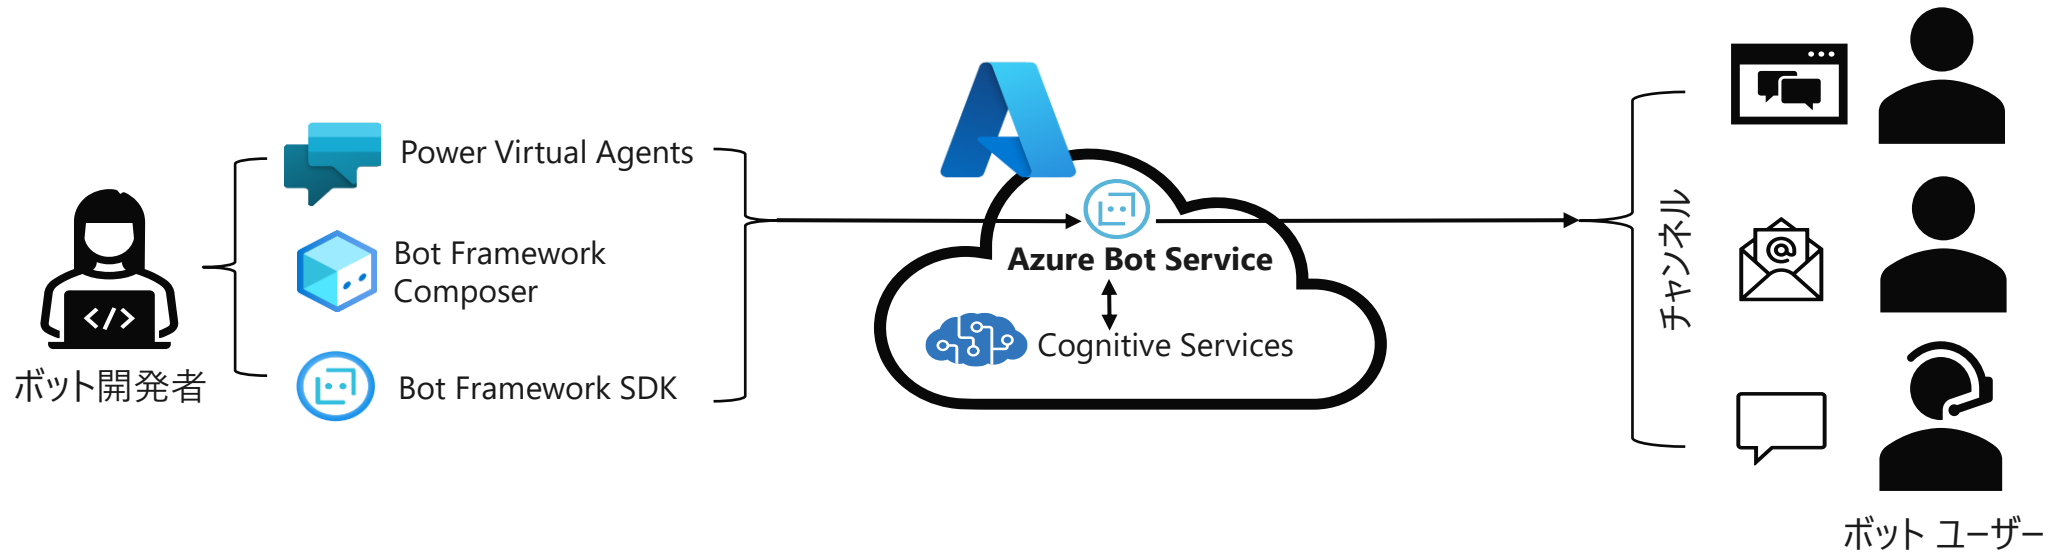 ボット開発者
Power Virtual Agents
Bot Framework
Composer
Bot Framework SDK
Azure Bot Service
Cognitive Services
チャンネル
@
ボット ユーザー